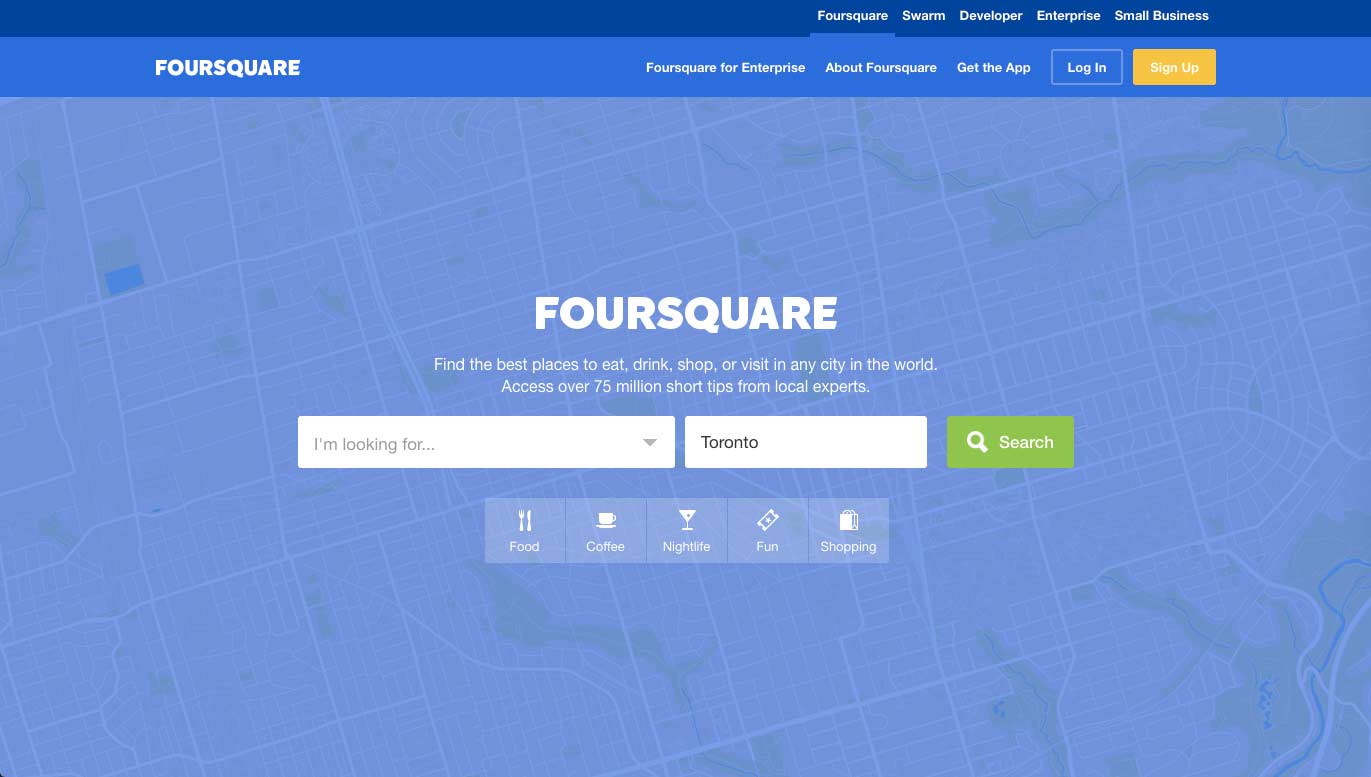 Foursquare Swarm Developer Enterprise Small Business
FOURSQUARE Foursquare for Enterprise About Foursquare Get the App Log In Sign Up
FOURSQUARE
Find the best places to eat, drink, shop, or visit in any city in the world.
Access over 75 million short tips from local experts.
I'm looking for... Toronto Search
Food Coffee Nightlife Fun Shopping